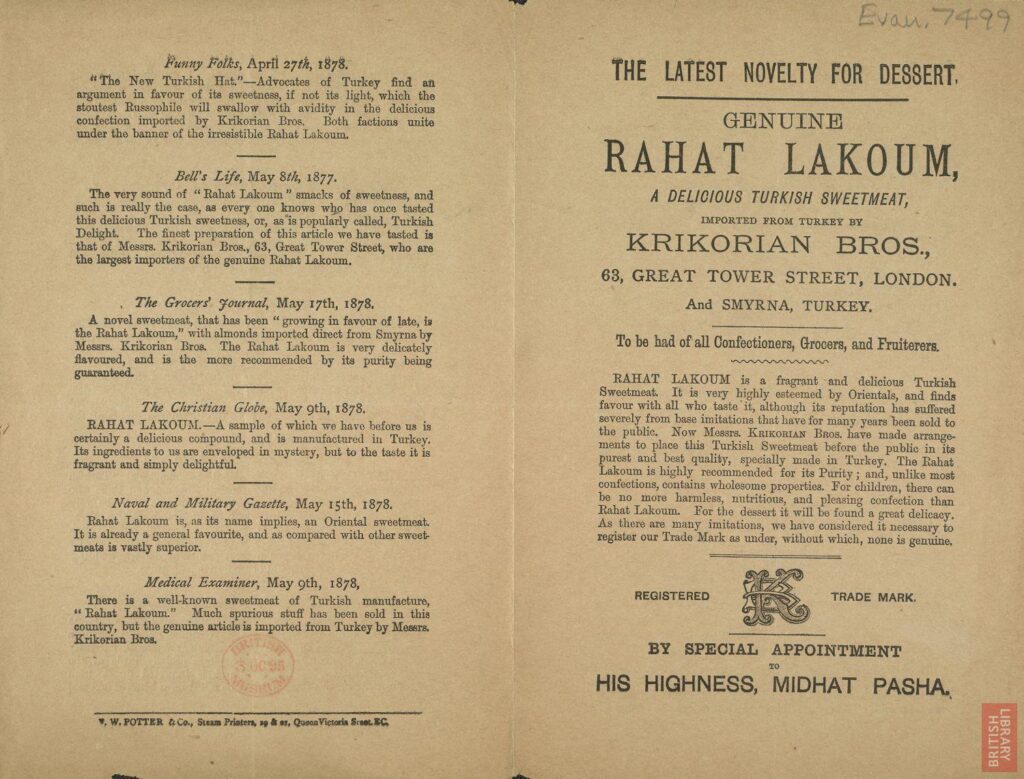 Funny Folks, April 27th, 1878.
"The New Turkish Hat."—Advocates of Turkey find an
argument in favour of its sweetness, if not its light, which the
stoutest Russophile will swallow with avidity in the delicious
confection imported by Krikorian Bros. Both factions unite
under the banner of the irresistible Rahat Lakoum.
Bell's Life, May 8th, 1877.
The very sound of "Rahat Lakoum" smacks of sweetness, and
such is really the case, as every one knows who has once tasted
this delicious Turkish sweetness, or, as is popularly called, Turkish
Delight. The finest preparation of this article we have tasted is
that of Messrs. Krikorian Bros., 63, Great Tower Street, who are
the largest importers of the genuine Rahat Lakoum.
The Grocers' Journal, May 17th, 1878.
A novel sweetmeat, that has been "growing in favour of late, is
the Rahat Lakoum," with almonds imported direct from Smyrna by
Messrs. Krikorian Bros. The Rahat Lakoum is very delicately
flavoured, and is the more recommended by its purity being
guaranteed.
The Christian Globe, May 9th, 1878.
RAHAT LAKOUM.—A sample of which we have before us is
certainly a delicious compound, and is manufactured in Turkey.
Its ingredients to us are enveloped in mystery, but to the taste it is
fragrant and simply delightful.
Naval and Military Gazette, May 15th, 1878.
Rahat Lakoum is, as its name implies, an Oriental sweetmeat.
It is already a general favourite, and as compared with other sweet-
meats is vastly superior.
Medical Examiner, May 9th, 1878,
There is a well-known sweetmeat of Turkish manufacture,
"Rahat Lakoum." Much spurious stuff has been sold in this
country, but the genuine article is imported from Turkey by Messrs.
Krikorian Bros.
BRITISH
MUSEUM
W. W. POTTER & Co., Steam Printers, Queen Victoria Street. EC.
Evan. 7499
THE LATEST NOVELTY FOR DESSERT.
GENUINE
RAHAT LAKOUM,
A DELICIOUS TURKISH SWEETMEAT,
IMPORTED FROM TURKEY BY
KRIKORIAN BROS.,
63, GREAT TOWER STREET, LONDON.
And SMYRNA, TURKEY.
To be had of all Confectioners, Grocers, and Fruiterers.
RAHAT LAKOUM is a fragrant and delicious Turkish
Sweetmeat. It is very highly esteemed by Orientals, and finds
favour with all who taste it, although its reputation has suffered
severely from base imitations that have for many years been sold to
the public. Now Messrs. KRIKORIAN Bros. have made arrange-
ments to place this Turkish Sweetmeat before the public in its
purest and best quality, specially made in Turkey. The Rahat
Lakoum is highly recommended for its Purity; and, unlike most
confections, contains wholesome properties. For children, there can
be no more harmless, nutritious, and pleasing confection than
Rahat Lakoum. For the dessert it will be found a great delicacy.
As there are many imitations, we have considered it necessary to
register our Trade Mark as under, without which, none is genuine.
REGISTERED K TRADE MARK.
BY SPECIAL APPOINTMENT
TO
HIS HIGHNESS, MIDHAT PASHA.
LIBRARY
BRITISH